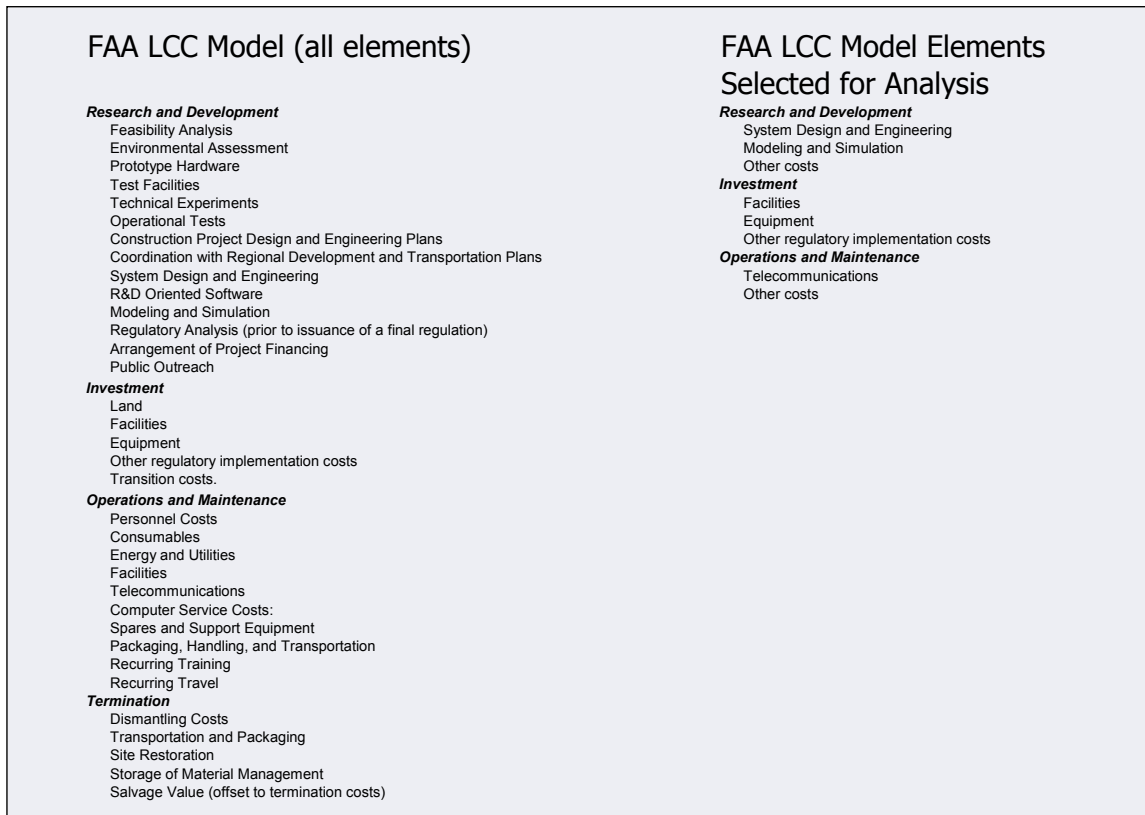 FAA LCC Model (all elements)
Research and Development
Feasibility Analysis
Environmental Assessment
Prototype Hardware
Test Facilities
Technical Experiments
Operational Tests
Construction Project Design and Engineering Plans
Coordination with Regional Development and Transportation Plans
System Design and Engineering
R&D Oriented Software
Modeling and Simulation
Regulatory Analysis (prior to issuance of a final regulation)
Arrangement of Project Financing
Public Outreach
Investment
Land
Facilities
Equipment
Other regulatory implementation costs
Transition costs.
Operations and Maintenance
Personnel Costs
Consumables
Energy and Utilities
Facilities
Telecommunications
Computer Service Costs:
Spares and Support Equipment
Packaging, Handling, and Transportation
Recurring Training
Recurring Travel
Termination
Dismantling Costs
Transportation and Packaging
Site Restoration
Storage of Material Management
Salvage Value (offset to termination costs)
FAA LCC Model Elements
Selected for Analysis
Research and Development
System Design and Engineering
Modeling and Simulation
Other costs
Investment
Facilities
Equipment
Other regulatory implementation costs
Operations and Maintenance
Telecommunications
Other costs